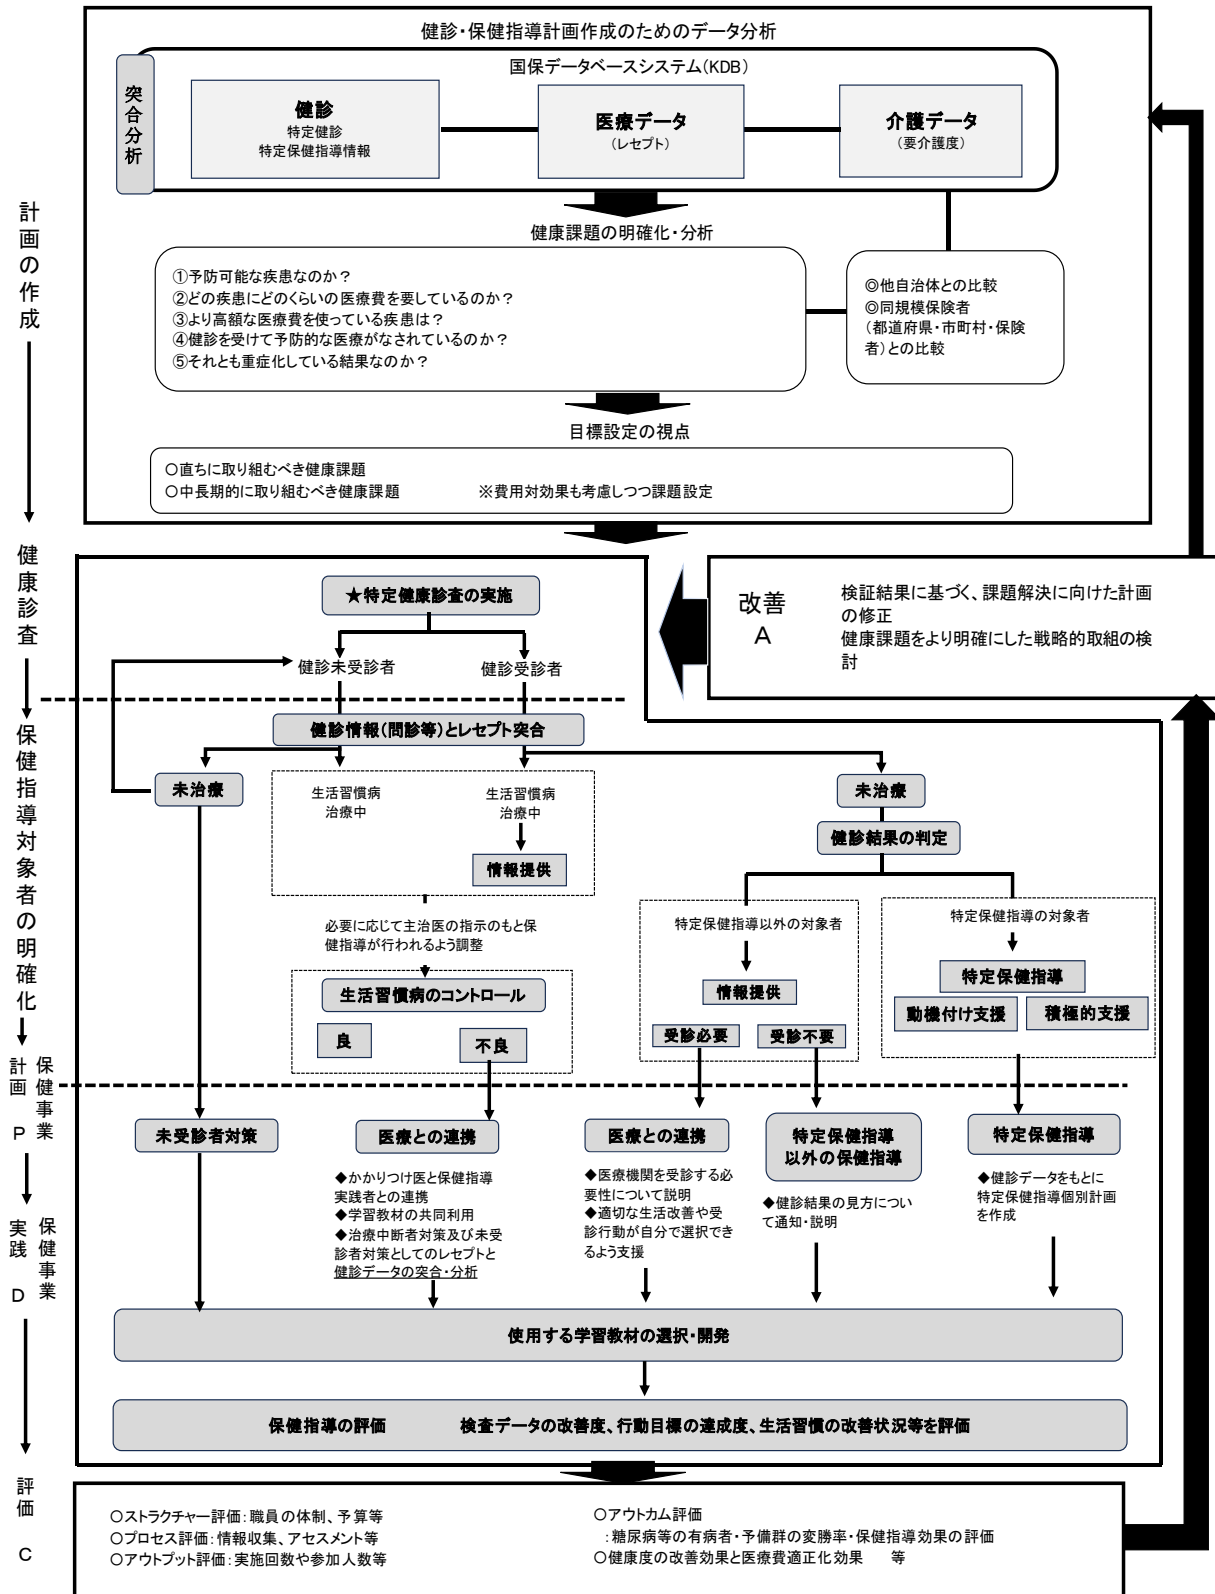 健診・保健指導計画作成のためのデータ分析
国保データベースシステム(KDB)
突合分析
健診
特定健診
特定保健指導情報
医療データ
(レセプト)
介護データ
(要介護度)
健康課題の明確化・分析
①予防可能な疾患なのか？
②どの疾患にどのくらいの医療費を要しているのか？
③より高額な医療費を使っている疾患は？
④健診を受けて予防的な医療がなされているのか？
⑤それとも重症化している結果なのか？
◎他自治体との比較
◎同規模保険者
（都道府県・市町村・保険
者）との比較
目標設定の視点
○直ちに取り組むべき健康課題
○中長期的に取り組むべき健康課題　　　※費用対効果も考慮しつつ課題設定
計画の作成
健康診査
保健指導対象者の明確化
保健事業
計画 P
保健事業
実践 D
評価 C
改善
A
検証結果に基づく、課題解決に向けた計画
の修正
健康課題をより明確にした戦略的取組の検
討
★特定健康診査の実施
健診未受診者
健診受診者
健診情報（問診等）とレセプト突合
未治療
生活習慣病
治療中
生活習慣病
治療中
情報提供
未治療
健診結果の判定
必要に応じて主治医の指示のもと保
健指導が行われるよう調整
生活習慣病のコントロール
良
不良
特定保健指導以外の対象者
情報提供
受診必要
受診不要
特定保健指導の対象者
特定保健指導
動機付け支援
積極的支援
未受診者対策
医療との連携
◆かかりつけ医と保健指導
実践者との連携
◆学習教材の共同利用
◆治療中断者対策及び未受
診者対策としてのレセプトと
健診データの突合・分析
医療との連携
◆医療機関を受診する必
要性について説明
◆適切な生活改善や受
診行動が自分で選択でき
るよう支援
特定保健指導
以外の保健指導
◆健診結果の見方につい
て通知・説明
特定保健指導
◆健診データをもとに
特定保健指導個別計画
を作成
使用する学習教材の選択・開発
保健指導の評価　　　検査データの改善度、行動目標の達成度、生活習慣の改善状況等を評価
○ストラクチャー評価：職員の体制、予算等
○プロセス評価：情報収集、アセスメント等
○アウトプット評価：実施回数や参加人数等
○アウトカム評価
：糖尿病等の有病者・予備群の変勝率・保健指導効果の評価
○健康度の改善効果と医療費適正化効果　等